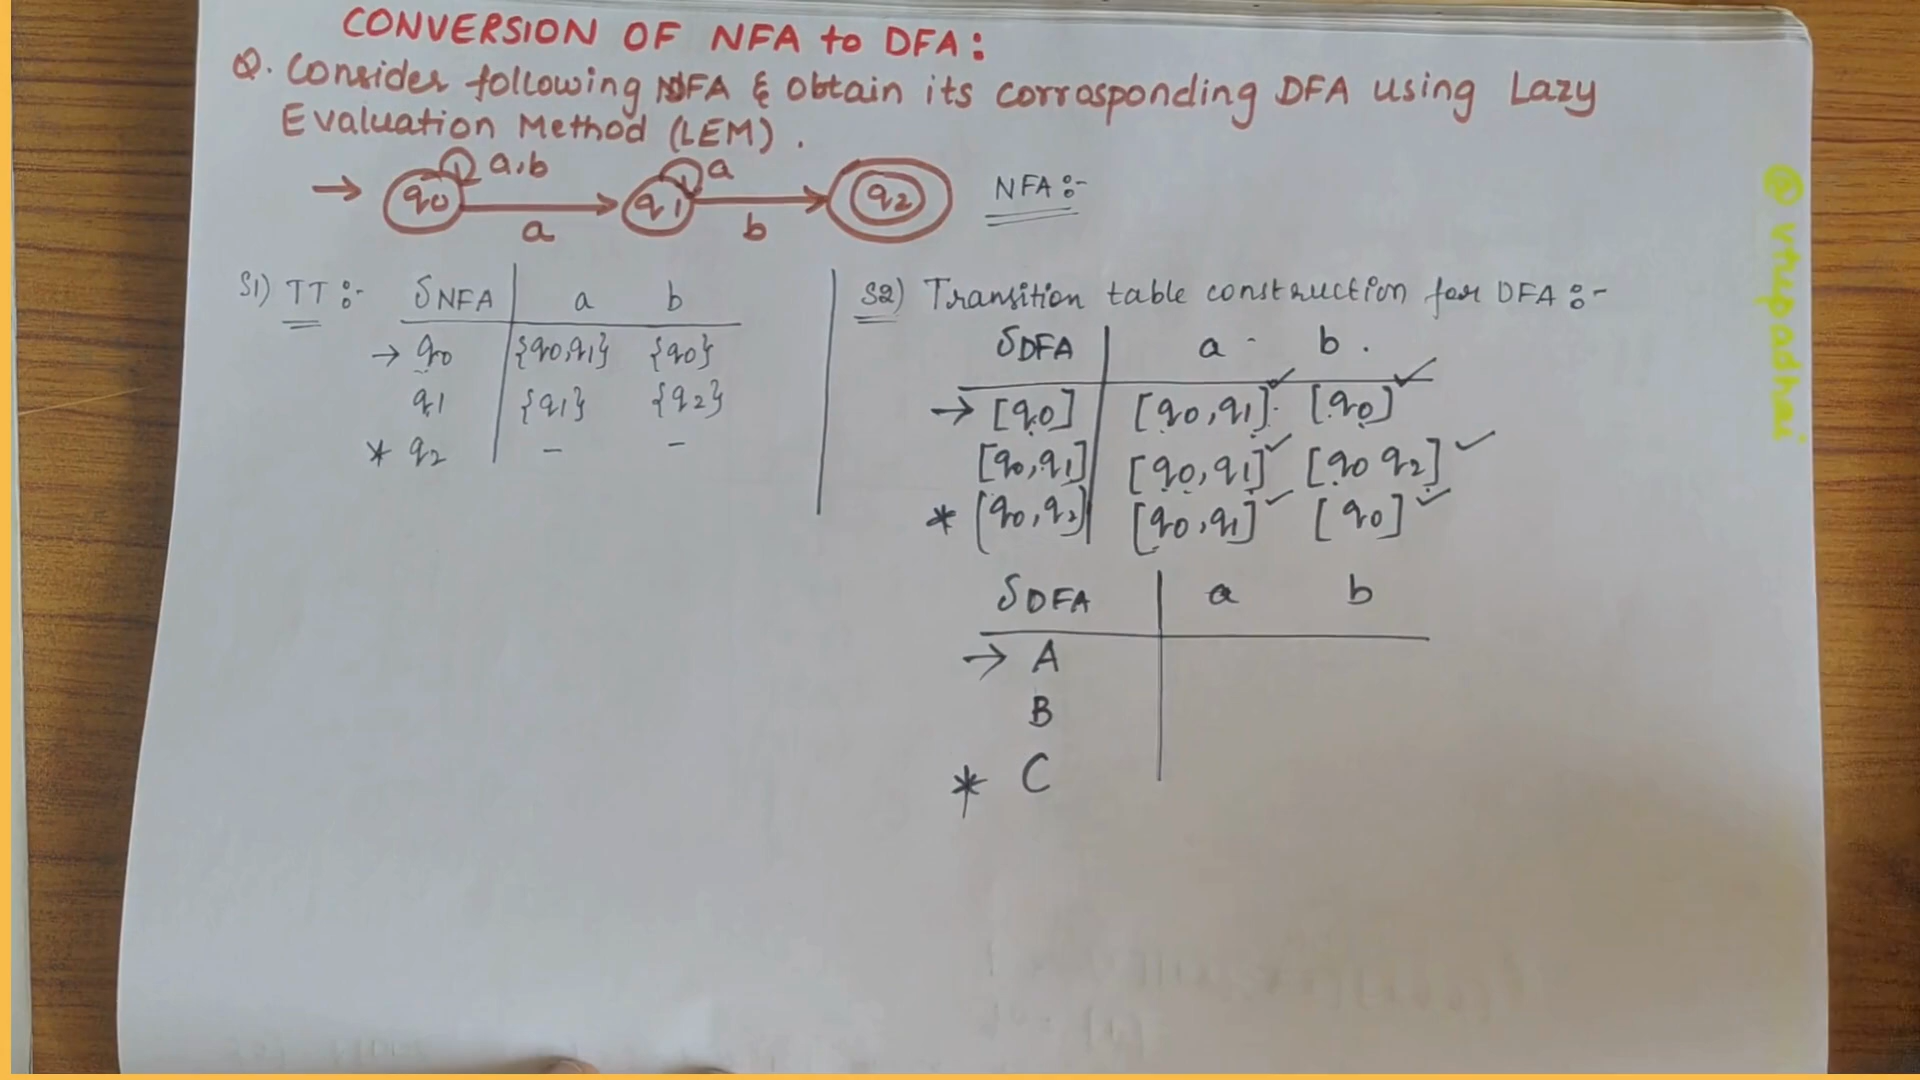 CONVERSION OF NFA to DFA:
Q. Consider following NFA & obtain its corrosponding DFA using Lazy
Evaluation Method (LEM).
a,b
a
→ q0 q1 q2
a b
NFA :-
S1) TT :-
δNFA a b
→ q0 {q0,q1} {q0}
q1 {q1} {q2}
* q2 - -
S2) Transition table construction for DFA :-
δDFA a b
→ [q0] [q0,q1] ✓ [q0] ✓
[q0,q1] [q0,q1] ✓ [q0 q2] ✓
* [q0,q2] [q0,q1] ✓ [q0] ✓
δDFA a b
→ A
B
* C
@vtupadhai